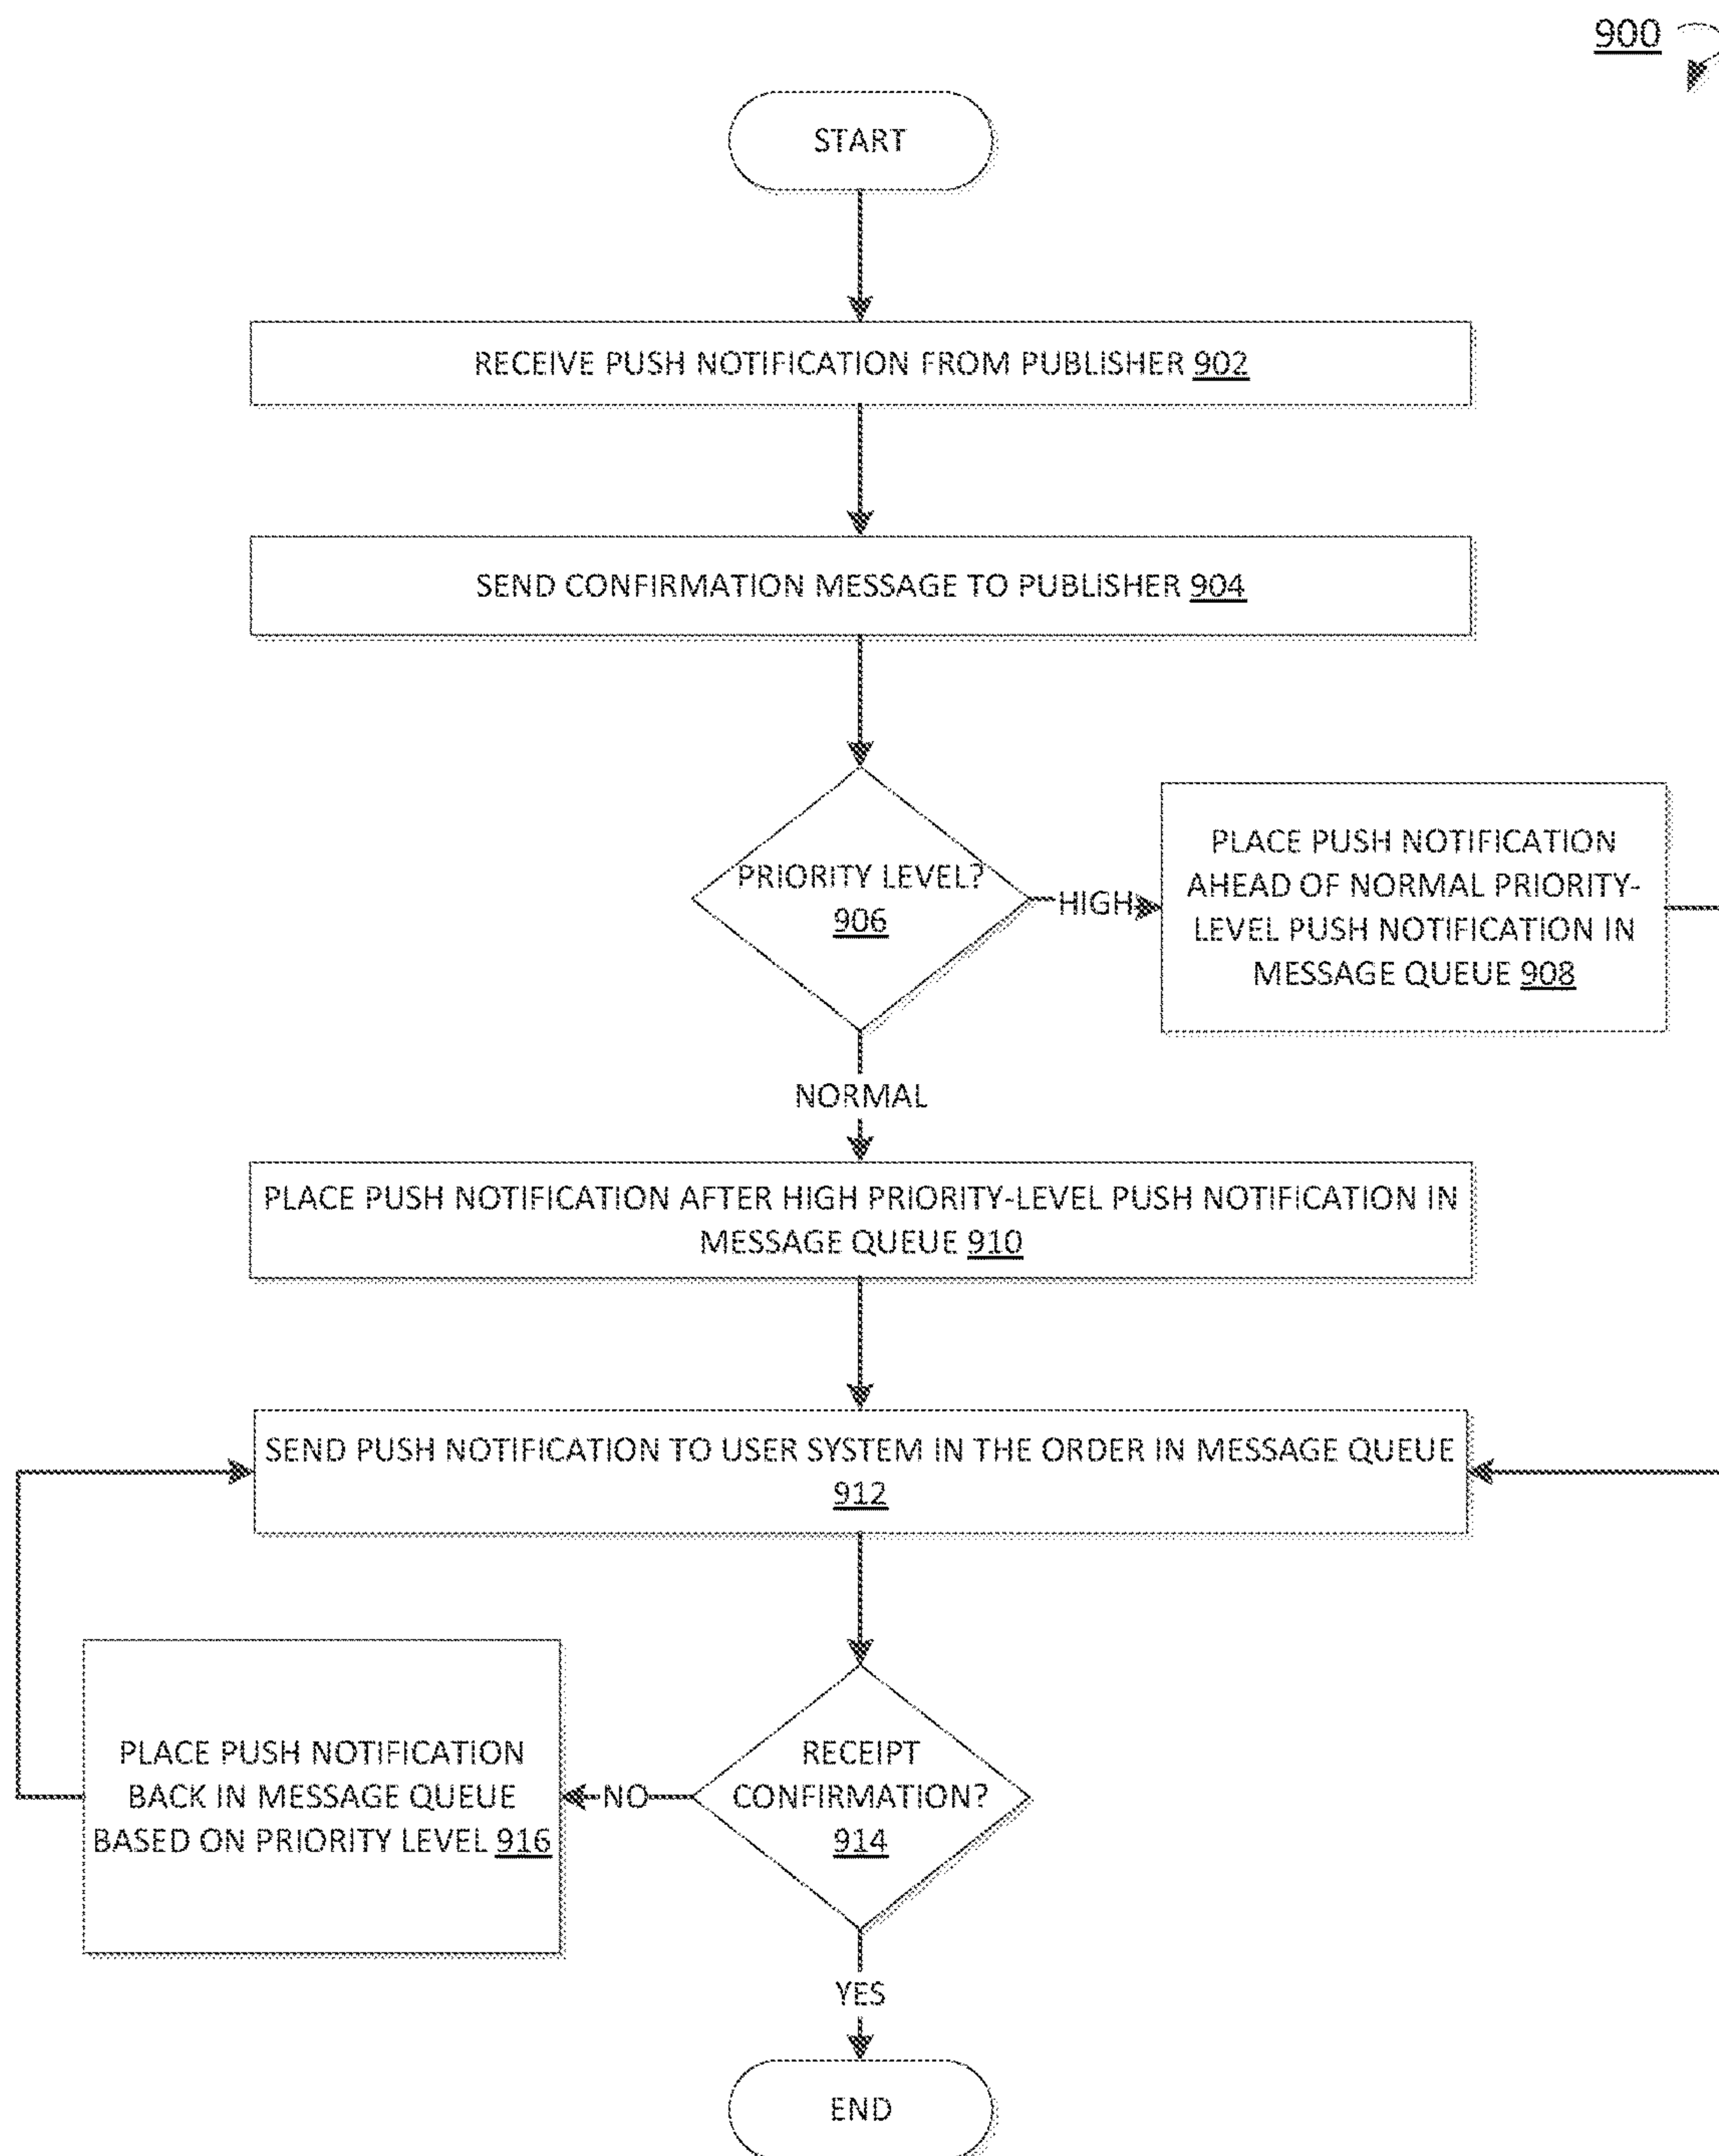 900
START
RECEIVE PUSH NOTIFICATION FROM PUBLISHER 902
SEND CONFIRMATION MESSAGE TO PUBLISHER 904
PRIORITY LEVEL?
906
HIGH
PLACE PUSH NOTIFICATION
AHEAD OF NORMAL PRIORITY-
LEVEL PUSH NOTIFICATION IN
MESSAGE QUEUE 908
NORMAL
PLACE PUSH NOTIFICATION AFTER HIGH PRIORITY-LEVEL PUSH NOTIFICATION IN
MESSAGE QUEUE 910
SEND PUSH NOTIFICATION TO USER SYSTEM IN THE ORDER IN MESSAGE QUEUE
912
RECEIPT
CONFIRMATION?
914
NO
PLACE PUSH NOTIFICATION
BACK IN MESSAGE QUEUE
BASED ON PRIORITY LEVEL 916
YES
END